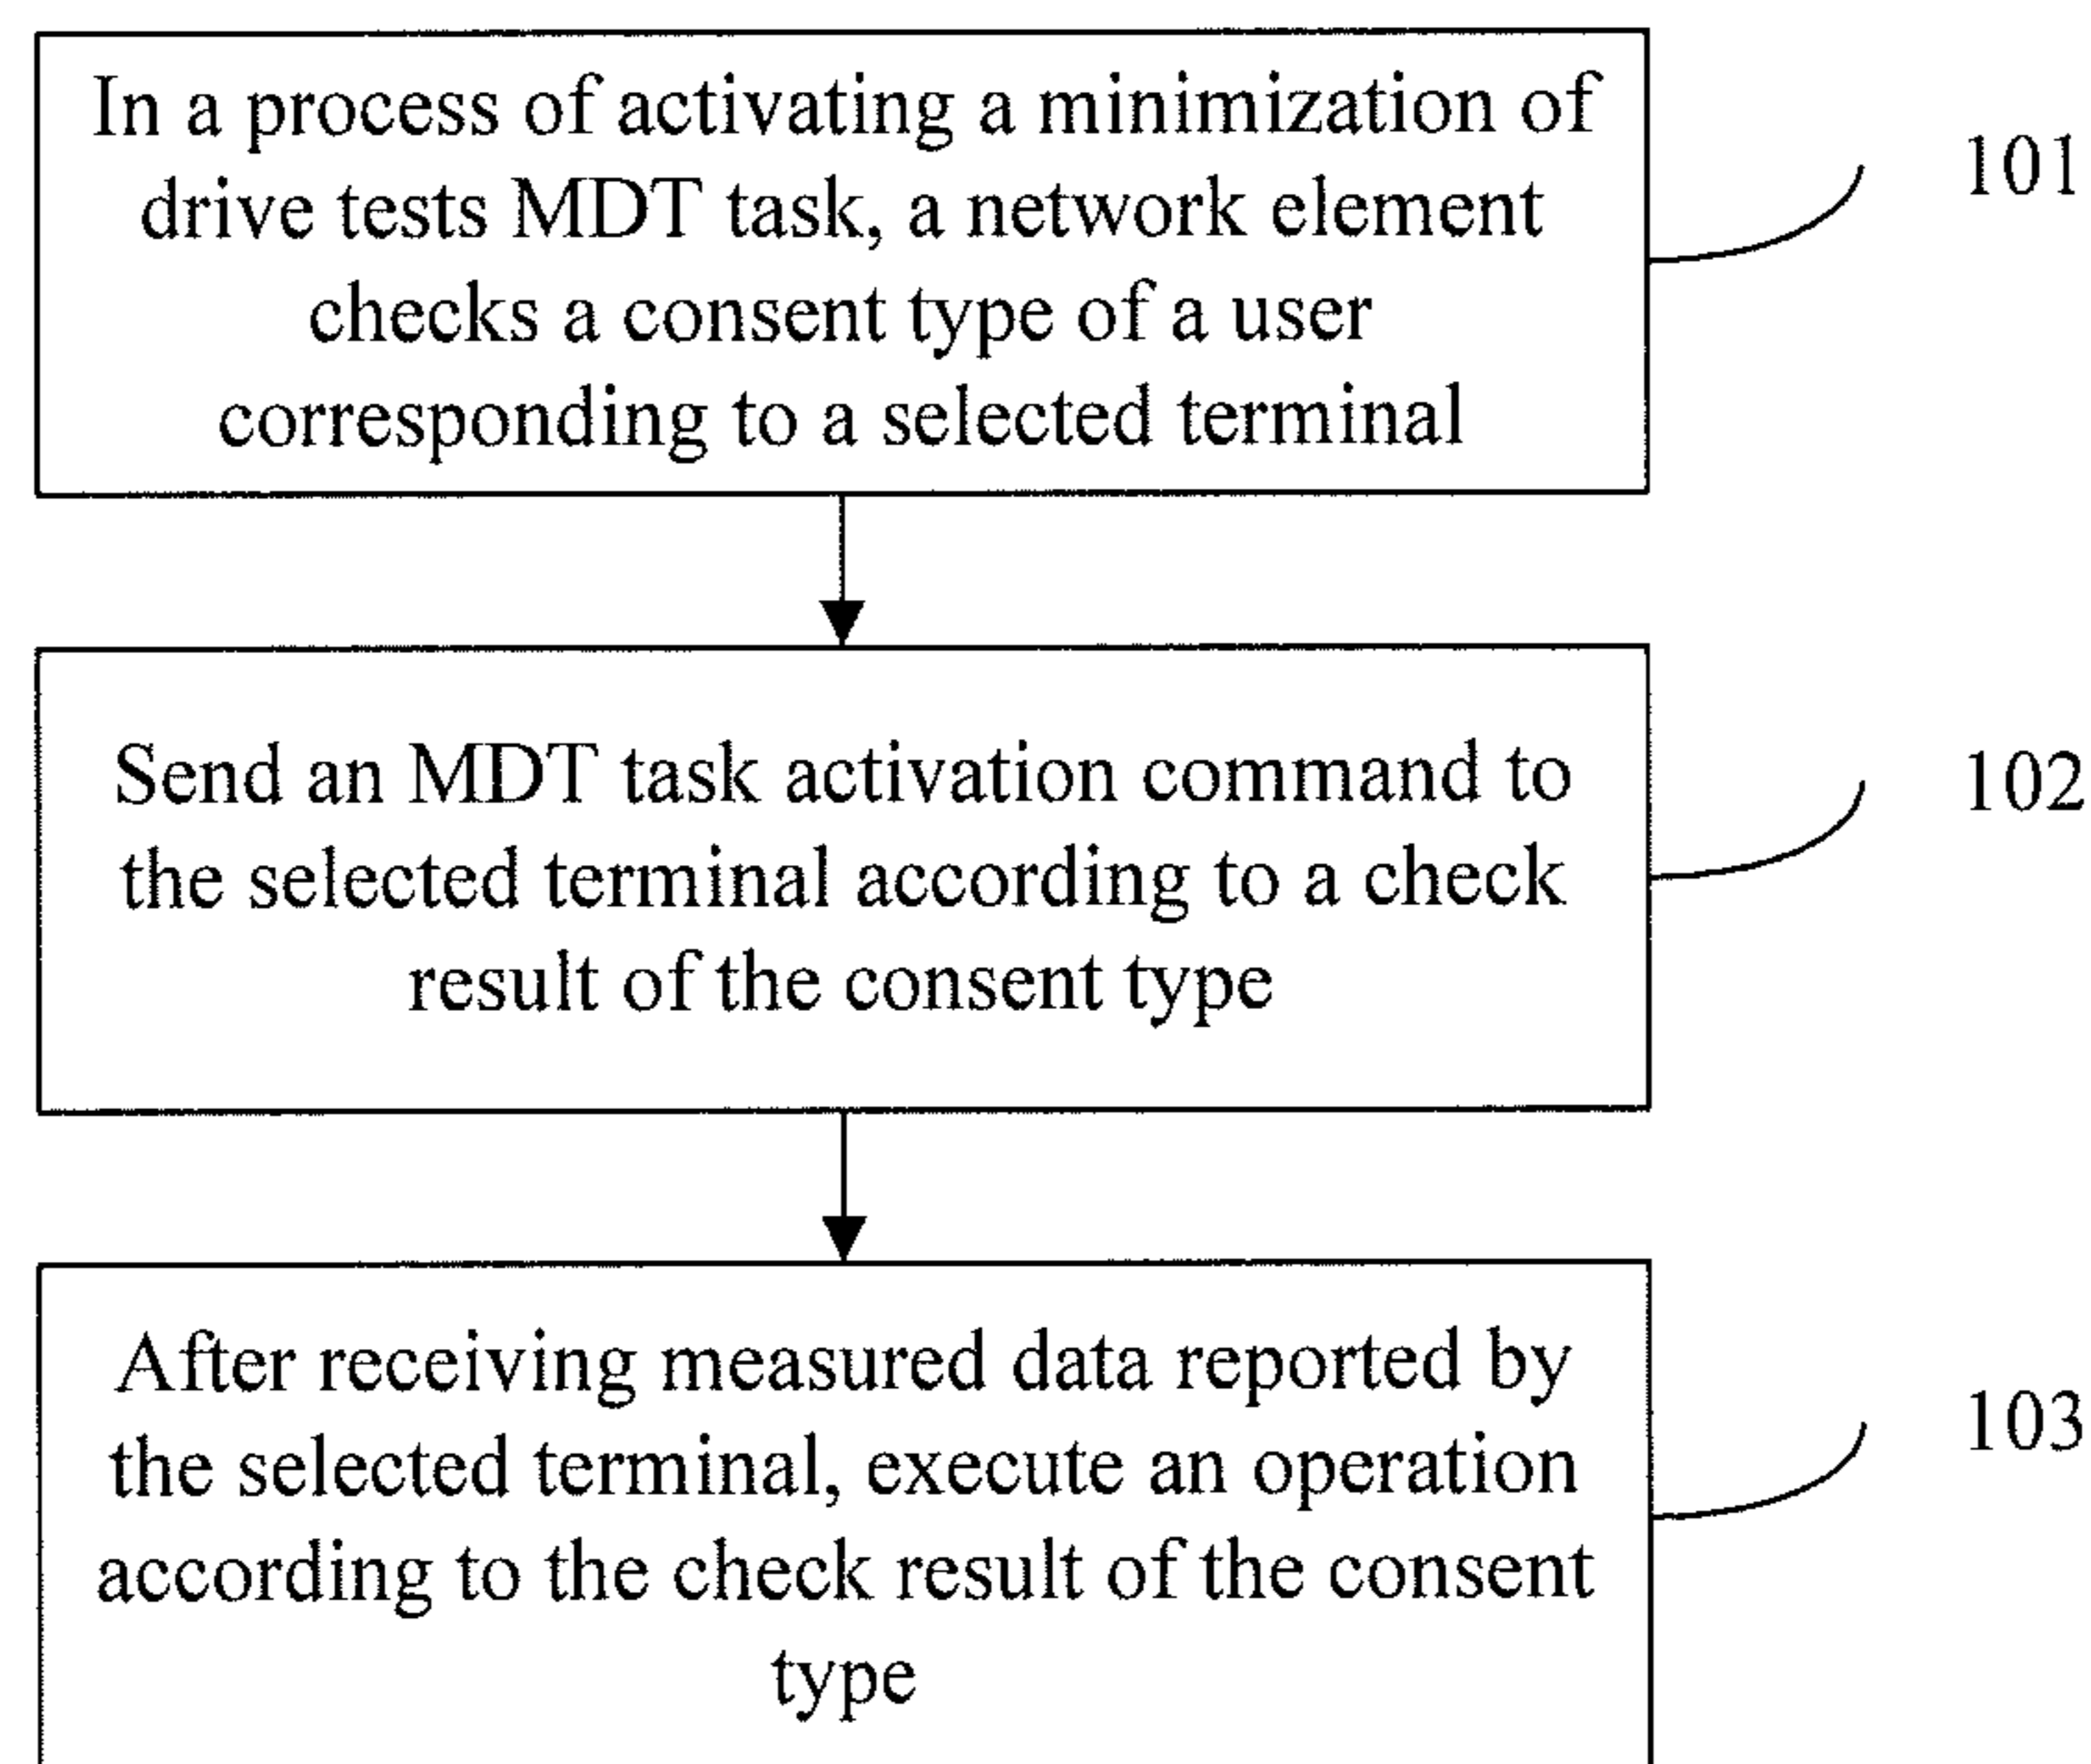 In a process of activating a minimization of
drive tests MDT task, a network element
checks a consent type of a user
corresponding to a selected terminal
101
Send an MDT task activation command to
the selected terminal according to a check
result of the consent type
102
After receiving measured data reported by
the selected terminal, execute an operation
according to the check result of the consent
type
103